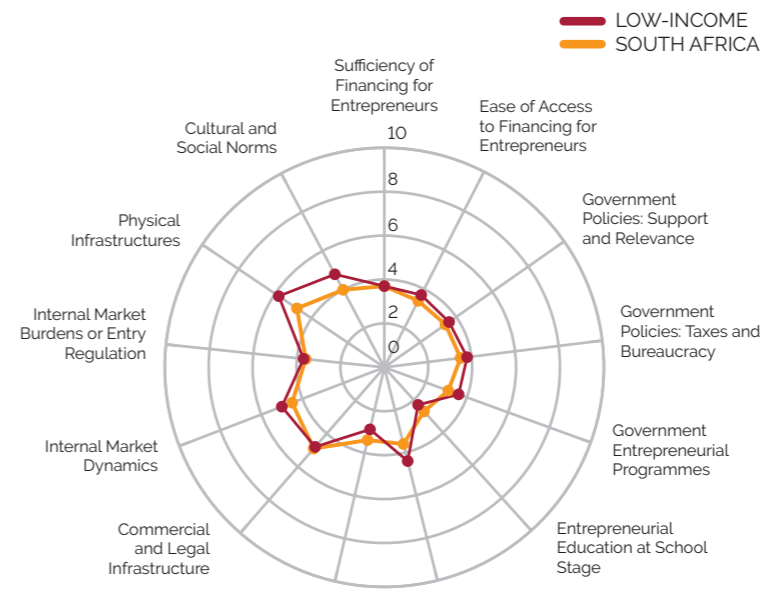 LOW-INCOME
SOUTH AFRICA
Sufficiency of
Financing for
Entrepreneurs
Ease of Access
to Financing for
Entrepreneurs
Government
Policies: Support
and Relevance
Government
Policies: Taxes and
Bureaucracy
Government
Entrepreneurial
Programmes
Entrepreneurial
Education at School
Stage
Commercial
and Legal
Infrastructure
Internal Market
Dynamics
Internal Market
Burdens or Entry
Regulation
Physical
Infrastructures
Cultural and
Social Norms
10
8
6
4
2
0